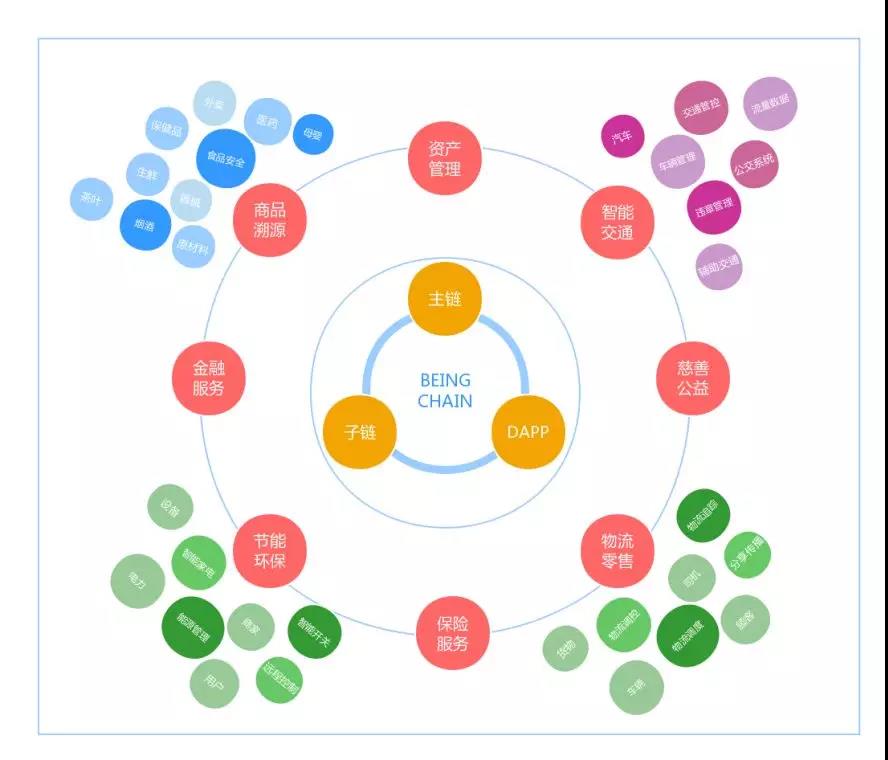 外卖
保健品
医药
母婴
食品安全
生鲜
茶叶
器械
烟酒
原材料
商品
溯源
资产
管理
智能
交通
汽车
交通管控
流量数据
车辆管理
公交系统
违章管理
辅助交通
主链
BEING
CHAIN
子链
DAPP
金融
服务
慈善
公益
节能
环保
保险
服务
物流
零售
设备
智能家电
电力
能源管理
商家
智能开关
用户
远程控制
物流追踪
分享传播
司机
物流调控
物流调度
顾客
货物
车辆